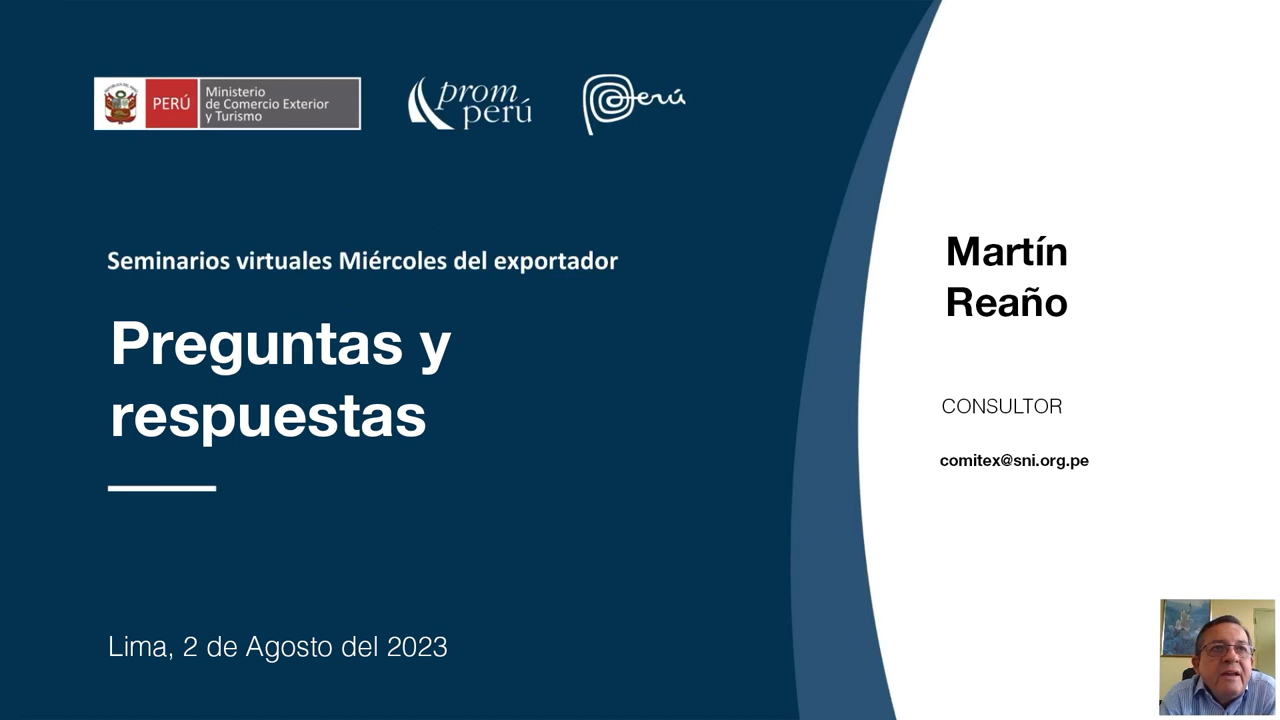 PERÚ
Ministerio
de Comercio Exterior
y Turismo
prom
perú
Perú
Seminarios virtuales Miércoles del exportador
Preguntas y
respuestas
Lima, 2 de Agosto del 2023
Martín
Reaño
CONSULTOR
comitex@sni.org.pe